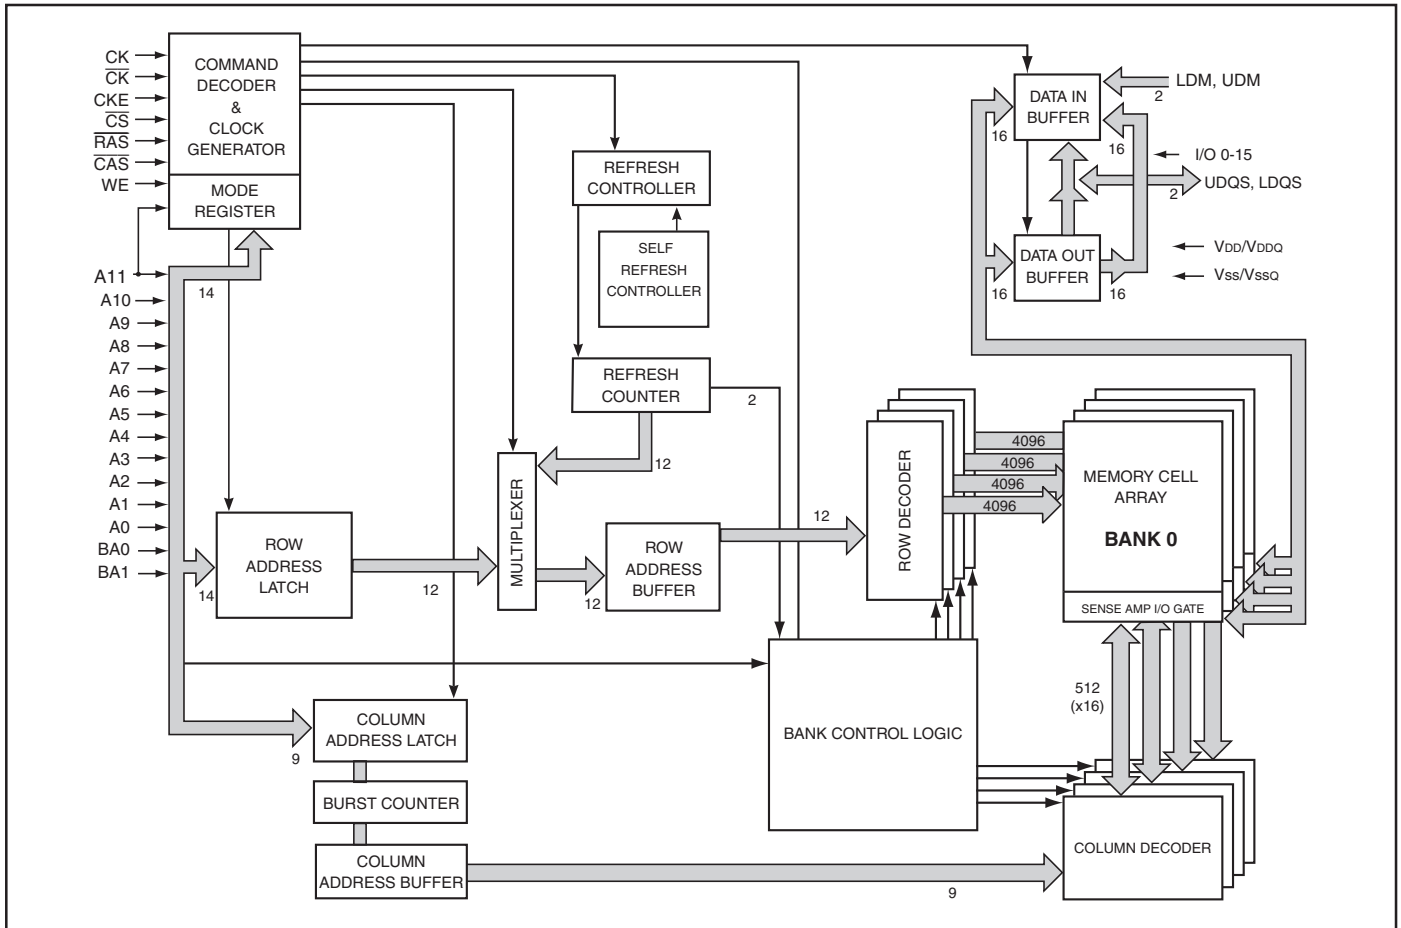 CK
CK
CKE
CS
RAS
CAS
WE
A11
A10
A9
A8
A7
A6
A5
A4
A3
A2
A1
A0
BA0
BA1
COMMAND
DECODER
&
CLOCK
GENERATOR
MODE
REGISTER
14
14
REFRESH
CONTROLLER
SELF
REFRESH
CONTROLLER
REFRESH
COUNTER
2
12
MULTIPLEXER
ROW
ADDRESS
LATCH
12
12
ROW
ADDRESS
BUFFER
12
ROW DECODER
4096
4096
4096
4096
MEMORY CELL
ARRAY
BANK 0
SENSE AMP I/O GATE
DATA IN
BUFFER
LDM, UDM
2
16
16
I/O 0-15
UDQS, LDQS
2
DATA OUT
BUFFER
16
16
VDD/VDDQ
Vss/VssQ
512
(x16)
BANK CONTROL LOGIC
COLUMN
ADDRESS LATCH
9
BURST COUNTER
COLUMN
ADDRESS BUFFER
9
COLUMN DECODER